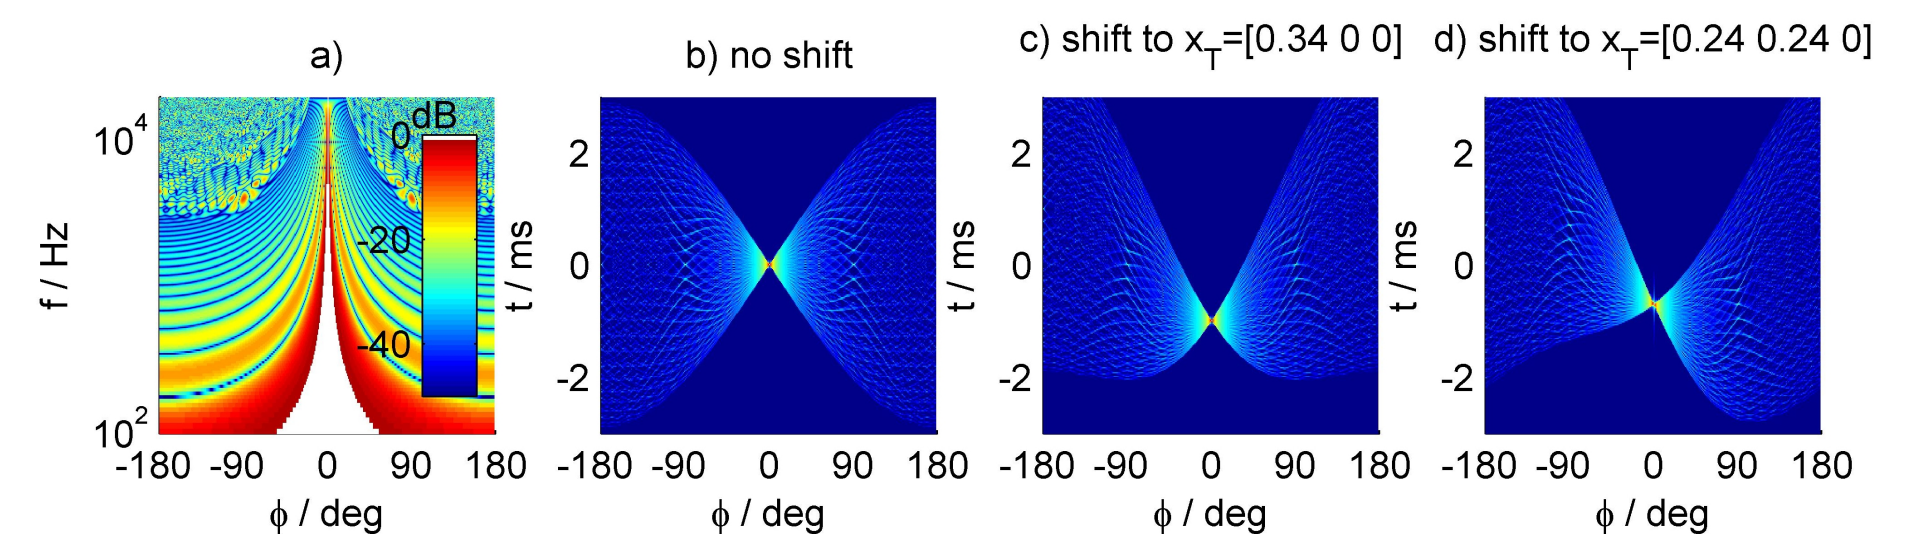 a)
b) no shift
c) shift to x_T=[0.34 0 0]
d) shift to x_T=[0.24 0.24 0]
f / Hz
10^4
10^2
-180 -90 0 90 180
ϕ / deg
dB
0
-20
-40
t / ms
2
0
-2
-180 -90 0 90 180
ϕ / deg
t / ms
2
0
-2
-180 -90 0 90 180
ϕ / deg
t / ms
2
0
-2
-180 -90 0 90 180
ϕ / deg